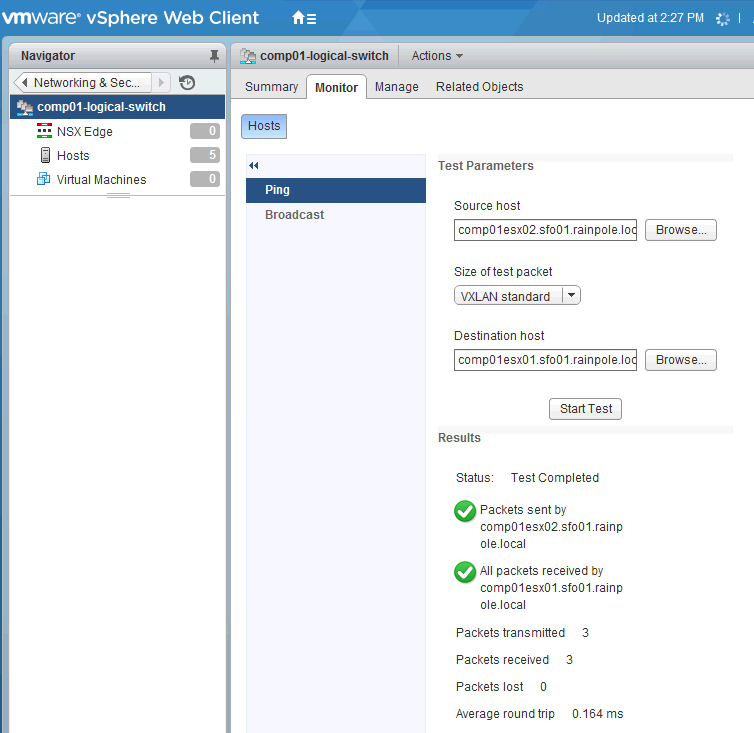 vmware® vSphere Web Client
Updated at 2:27 PM
Navigator
Networking & Sec...
comp01-logical-switch
NSX Edge 0
Hosts 5
Virtual Machines 0
comp01-logical-switch Actions
Summary Monitor Manage Related Objects
Hosts
Ping
Broadcast
Test Parameters
Source host
comp01esx02.sfo01.rainpole.loc Browse...
Size of test packet
VXLAN standard
Destination host
comp01esx01.sfo01.rainpole.loc Browse...
Start Test
Results
Status: Test Completed
Packets sent by
comp01esx02.sfo01.rainp
ole.local
All packets received by
comp01esx01.sfo01.rainp
ole.local
Packets transmitted 3
Packets received 3
Packets lost 0
Average round trip 0.164 ms